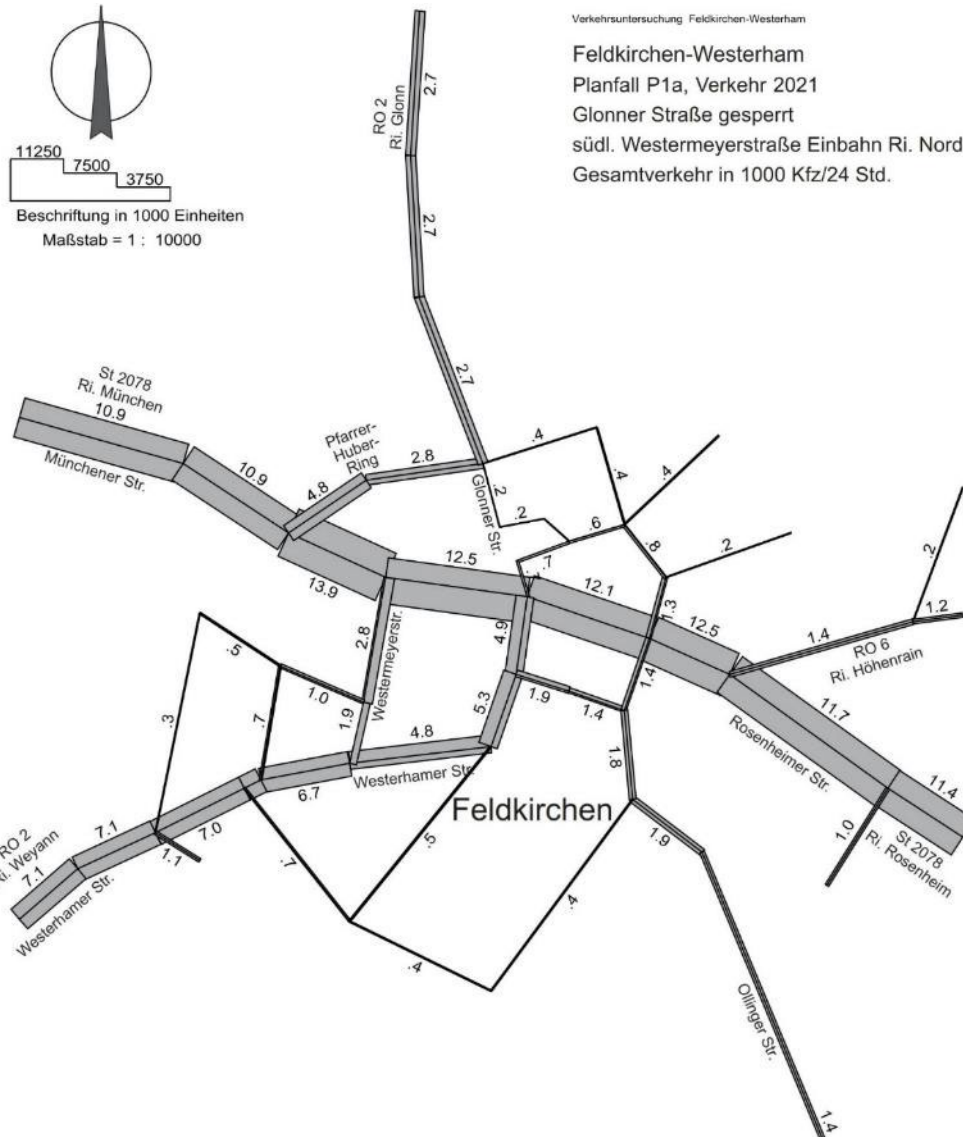 Verkehrsuntersuchung Feldkirchen-Westerham
Feldkirchen-Westerham
Planfall P1a, Verkehr 2021
Glonner Straße gesperrt
südl. Westermeyerstraße Einbahn Ri. Nord
Gesamtverkehr in 1000 Kfz/24 Std.
11250
7500
3750
Beschriftung in 1000 Einheiten
Maßstab = 1 : 10000
RO 2
Ri. Glonn
2.7
2.7
2.7
St 2078
Ri. München
10.9
Münchener Str.
10.9
Pfarrer-
Huber-
Ring
4.8
2.8
Glonner Str.
.2
.2
.4
.4
.4
.6
.7
.8
.2
1.3
13.9
12.5
12.1
12.5
4.9
2.8
Westermeyerstr.
1.9
1.0
.5
.7
.3
5.3
1.9
1.4
1.4
1.4
RO 6
Ri. Höhenrain
.2
1.2
11.7
Rosenheimer Str.
11.4
St 2078
Ri. Rosenheim
1.0
4.8
Westerhamer Str.
6.7
7.0
7.1
1.1
RO 2
Ri. Weyann
7.1
Westerhamer Str.
Feldkirchen
.7
.5
.4
.4
1.8
1.9
Ollinger Str.
1.4